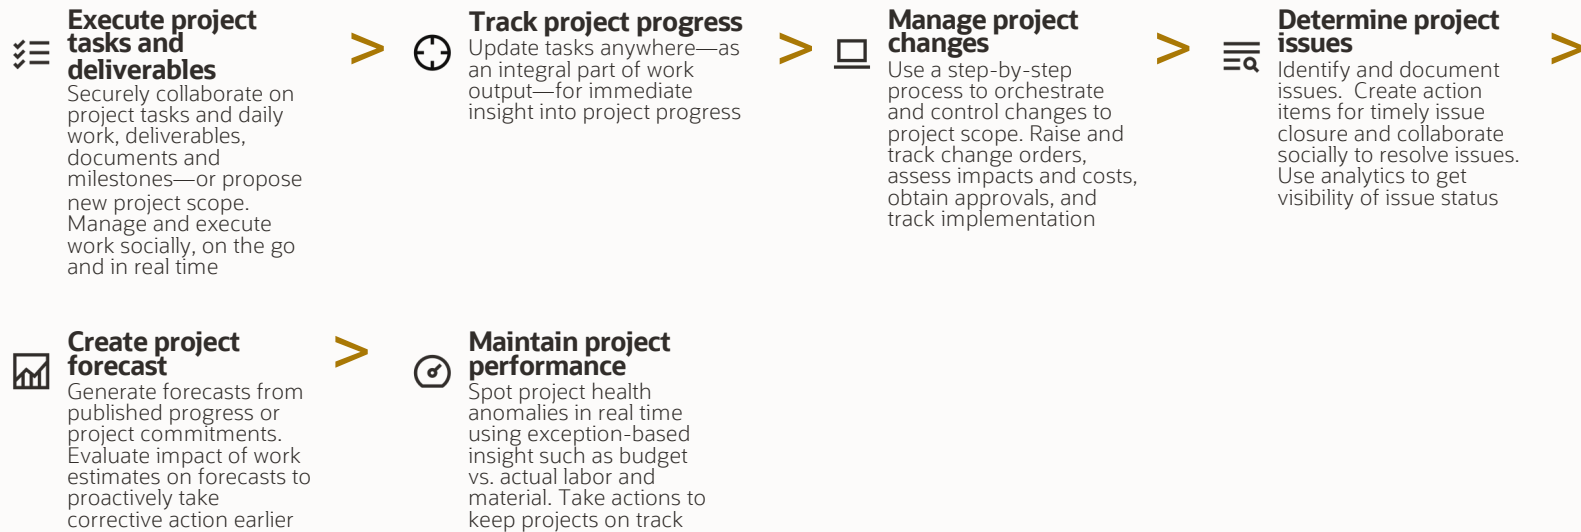 Execute project
tasks and
deliverables
Securely collaborate on
project tasks and daily
work, deliverables,
documents and
milestones—or propose
new project scope.
Manage and execute
work socially, on the go
and in real time
>
Track project progress
Update tasks anywhere—as
an integral part of work
output—for immediate
insight into project progress
>
Manage project
changes
Use a step-by-step
process to orchestrate
and control changes to
project scope. Raise and
track change orders,
assess impacts and costs,
obtain approvals, and
track implementation
>
Determine project
issues
Identify and document
issues.  Create action
items for timely issue
closure and collaborate
socially to resolve issues.
Use analytics to get
visibility of issue status
>
Create project
forecast
Generate forecasts from
published progress or
project commitments.
Evaluate impact of work
estimates on forecasts to
proactively take
corrective action earlier
>
Maintain project
performance
Spot project health
anomalies in real time
using exception-based
insight such as budget
vs. actual labor and
material. Take actions to
keep projects on track